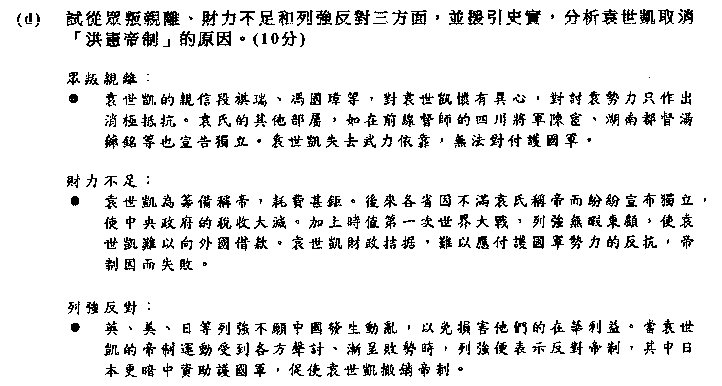 (d) 試從眾叛親離、財力不足和列強反對三方面，並援引史實，分析袁世凱取消
「洪憲帝制」的原因。(10分)
眾叛親離：
● 袁世凱的親信段祺瑞、馮國璋等，對袁世凱懷有異心，對討袁勢力只作出
消極抵抗。袁氏的其他部屬，如在前線督師的四川將軍陳宧、湖南都督湯
薌銘等也宣告獨立。袁世凱失去武力依靠，無法對付護國軍。
財力不足：
● 袁世凱為籌備稱帝，耗費甚鉅。後來各省因不滿袁氏稱帝而紛紛宣布獨立，
使中央政府的稅收大減。加上時值第一次世界大戰，列強無暇東顧，使袁
世凱難以向外國借款。袁世凱財政拮据，難以應付護國軍勢力的反抗，帝
制因而失敗。
列強反對：
● 英、美、日等列強不願中國發生動亂，以免損害他們的在華利益。當袁世
凱的帝制運動受到各方聲討、漸呈敗勢時，列強便表示反對帝制，其中日
本更暗中資助護國軍，促使袁世凱撤銷帝制。